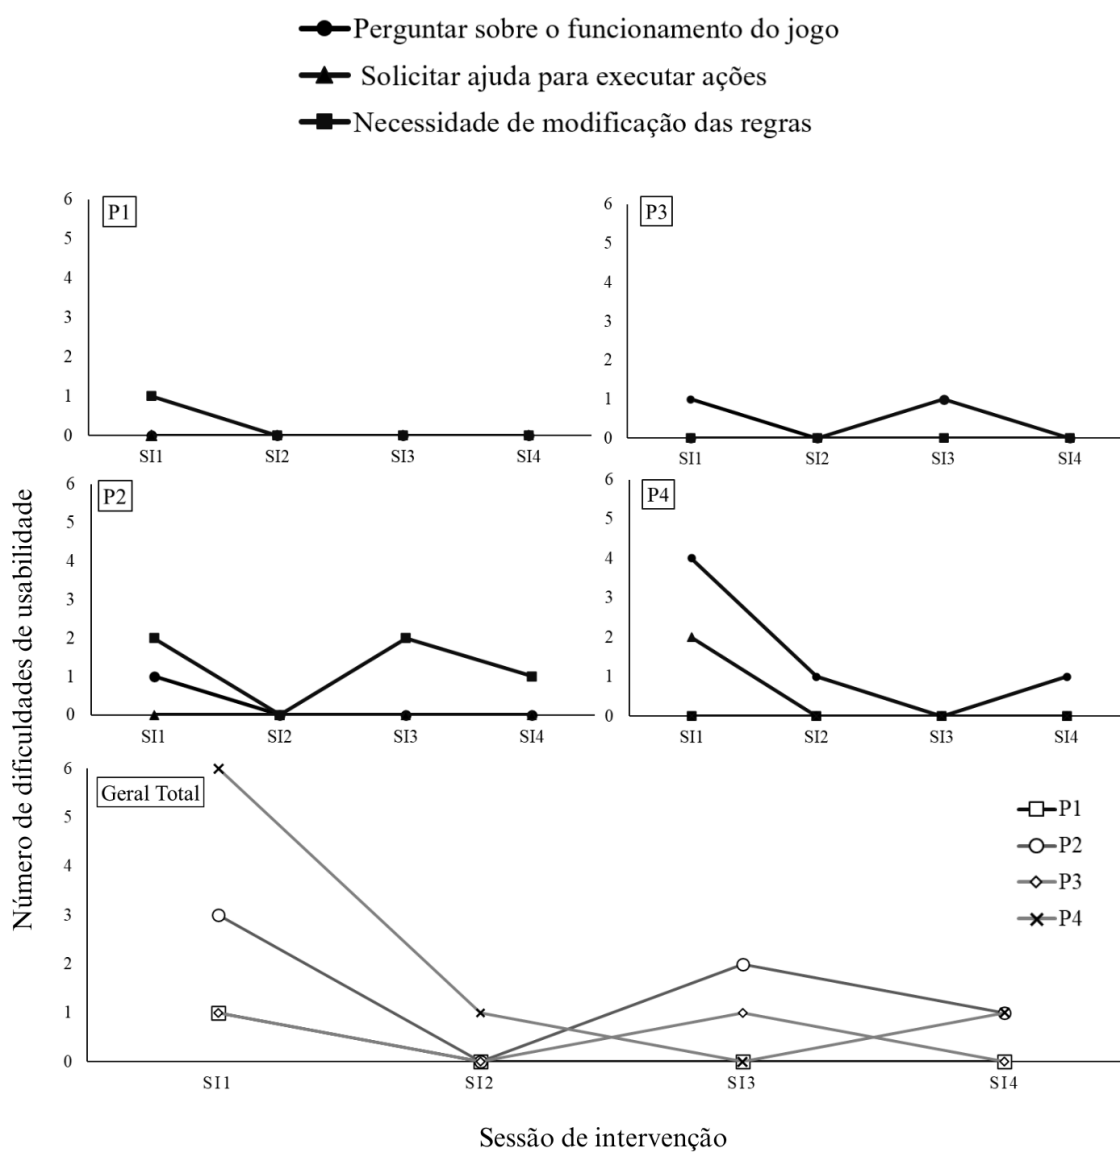 Perguntar sobre o funcionamento do jogo
Solicitar ajuda para executar ações
Necessidade de modificação das regras
P1
6
5
4
3
2
1
0
SI1 SI2 SI3 SI4
P3
6
5
4
3
2
1
0
SI1 SI2 SI3 SI4
P2
6
5
4
3
2
1
0
SI1 SI2 SI3 SI4
P4
6
5
4
3
2
1
0
SI1 SI2 SI3 SI4
Número de dificuldades de usabilidade
Geral Total
6
5
4
3
2
1
0
SI1 SI2 SI3 SI4
P1
P2
P3
P4
Sessão de intervenção